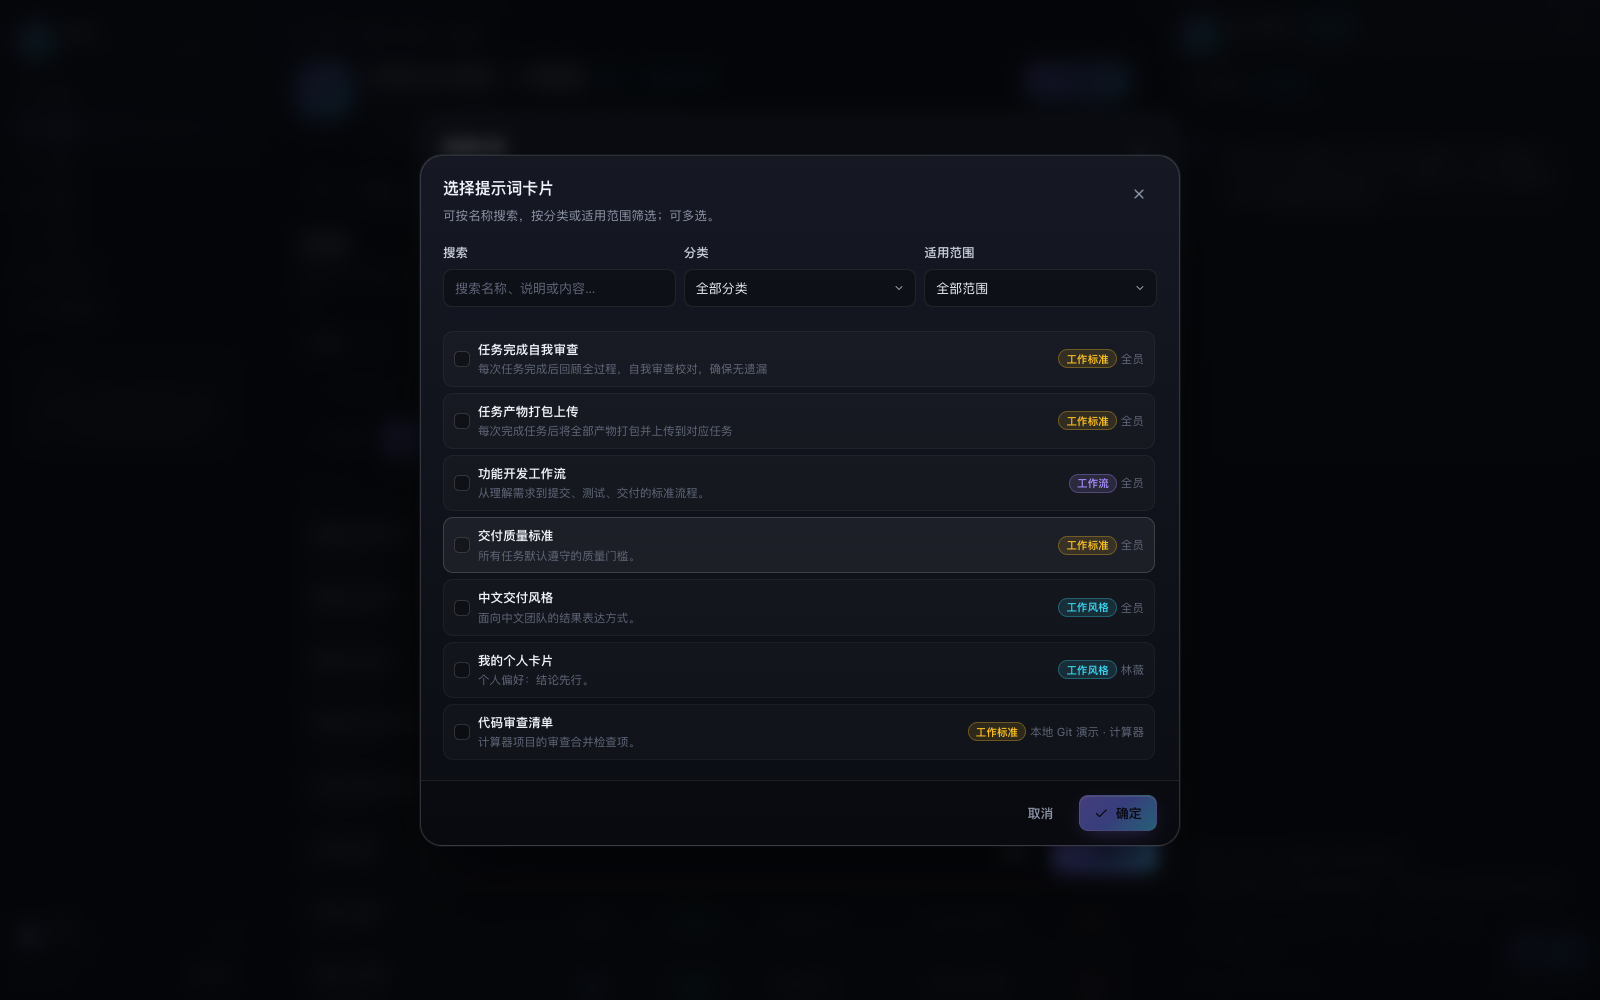 选择提示词卡片
可按名称搜索，按分类或适用范围筛选；可多选。
搜索 分类 适用范围
搜索名称、说明或内容... 全部分类 全部范围
任务完成自我审查
每次任务完成后回顾全过程，自我审查校对，确保无遗漏
工作标准 全员
任务产物打包上传
每次完成任务后将全部产物打包并上传到对应任务
工作标准 全员
功能开发工作流
从理解需求到提交、测试、交付的标准流程。
工作流 全员
交付质量标准
所有任务默认遵守的质量门槛。
工作标准 全员
中文交付风格
面向中文团队的结果表达方式。
工作风格 全员
我的个人卡片
个人偏好：结论先行。
工作风格 林薇
代码审查清单
计算器项目的审查合并检查项。
工作标准 本地 Git 演示 · 计算器
取消 确定